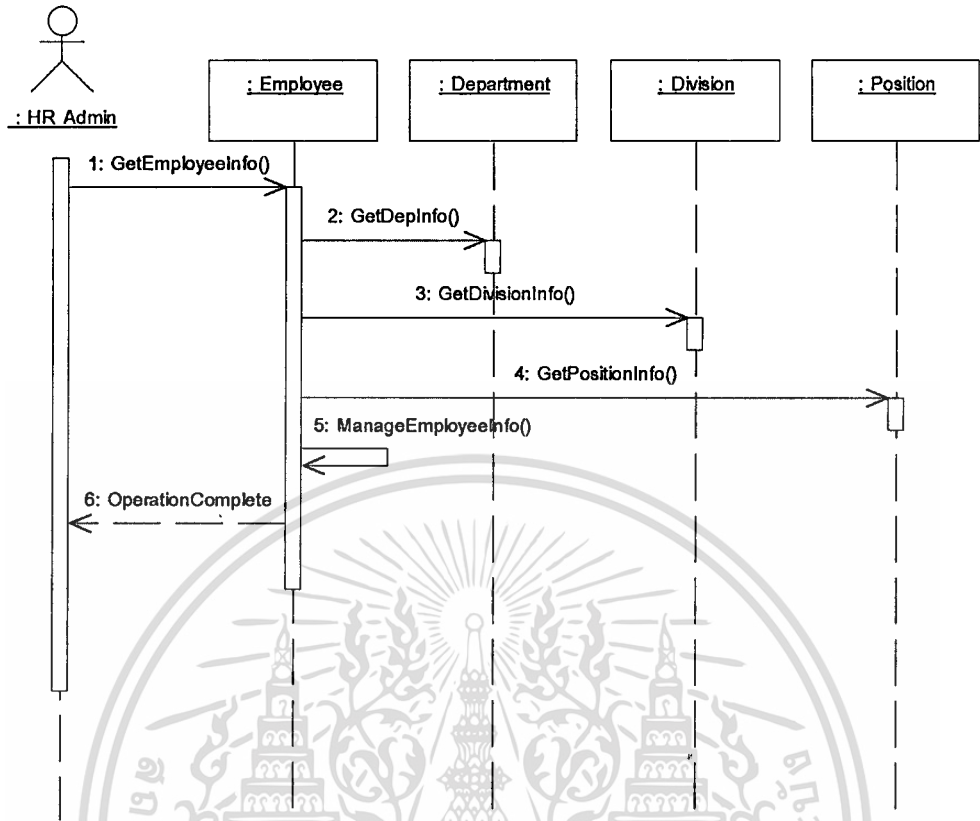 : HR Admin
: Employee
: Department
: Division
: Position
1: GetEmployeeInfo()
2: GetDepInfo()
3: GetDivisionInfo()
4: GetPositionInfo()
5: ManageEmployeeInfo()
6: OperationComplete